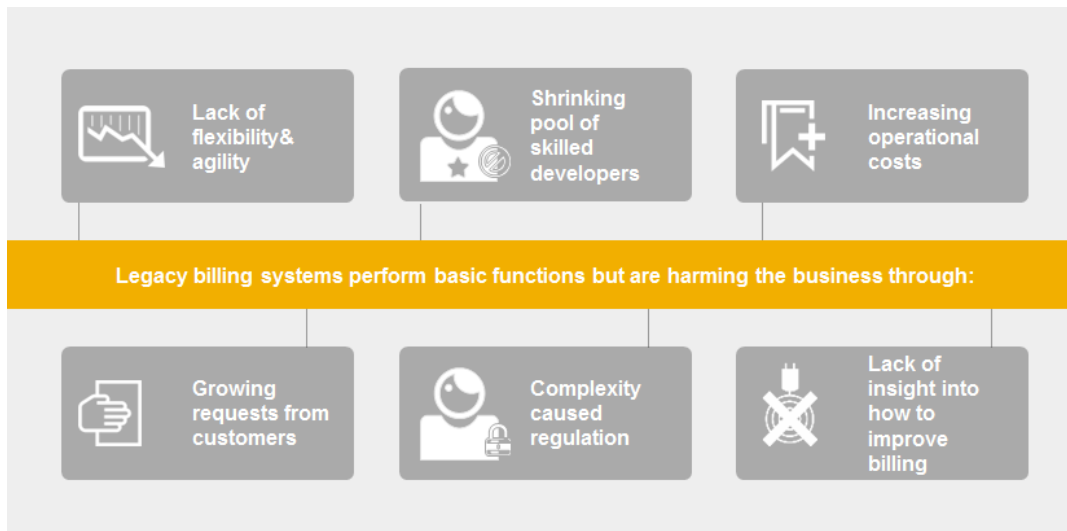 Lack of
flexibility&
agility
Shrinking
pool of
skilled
developers
Increasing
operational
costs
Legacy billing systems perform basic functions but are harming the business through:
Growing
requests from
customers
Complexity
caused
regulation
Lack of
insight into
how to
improve
billing